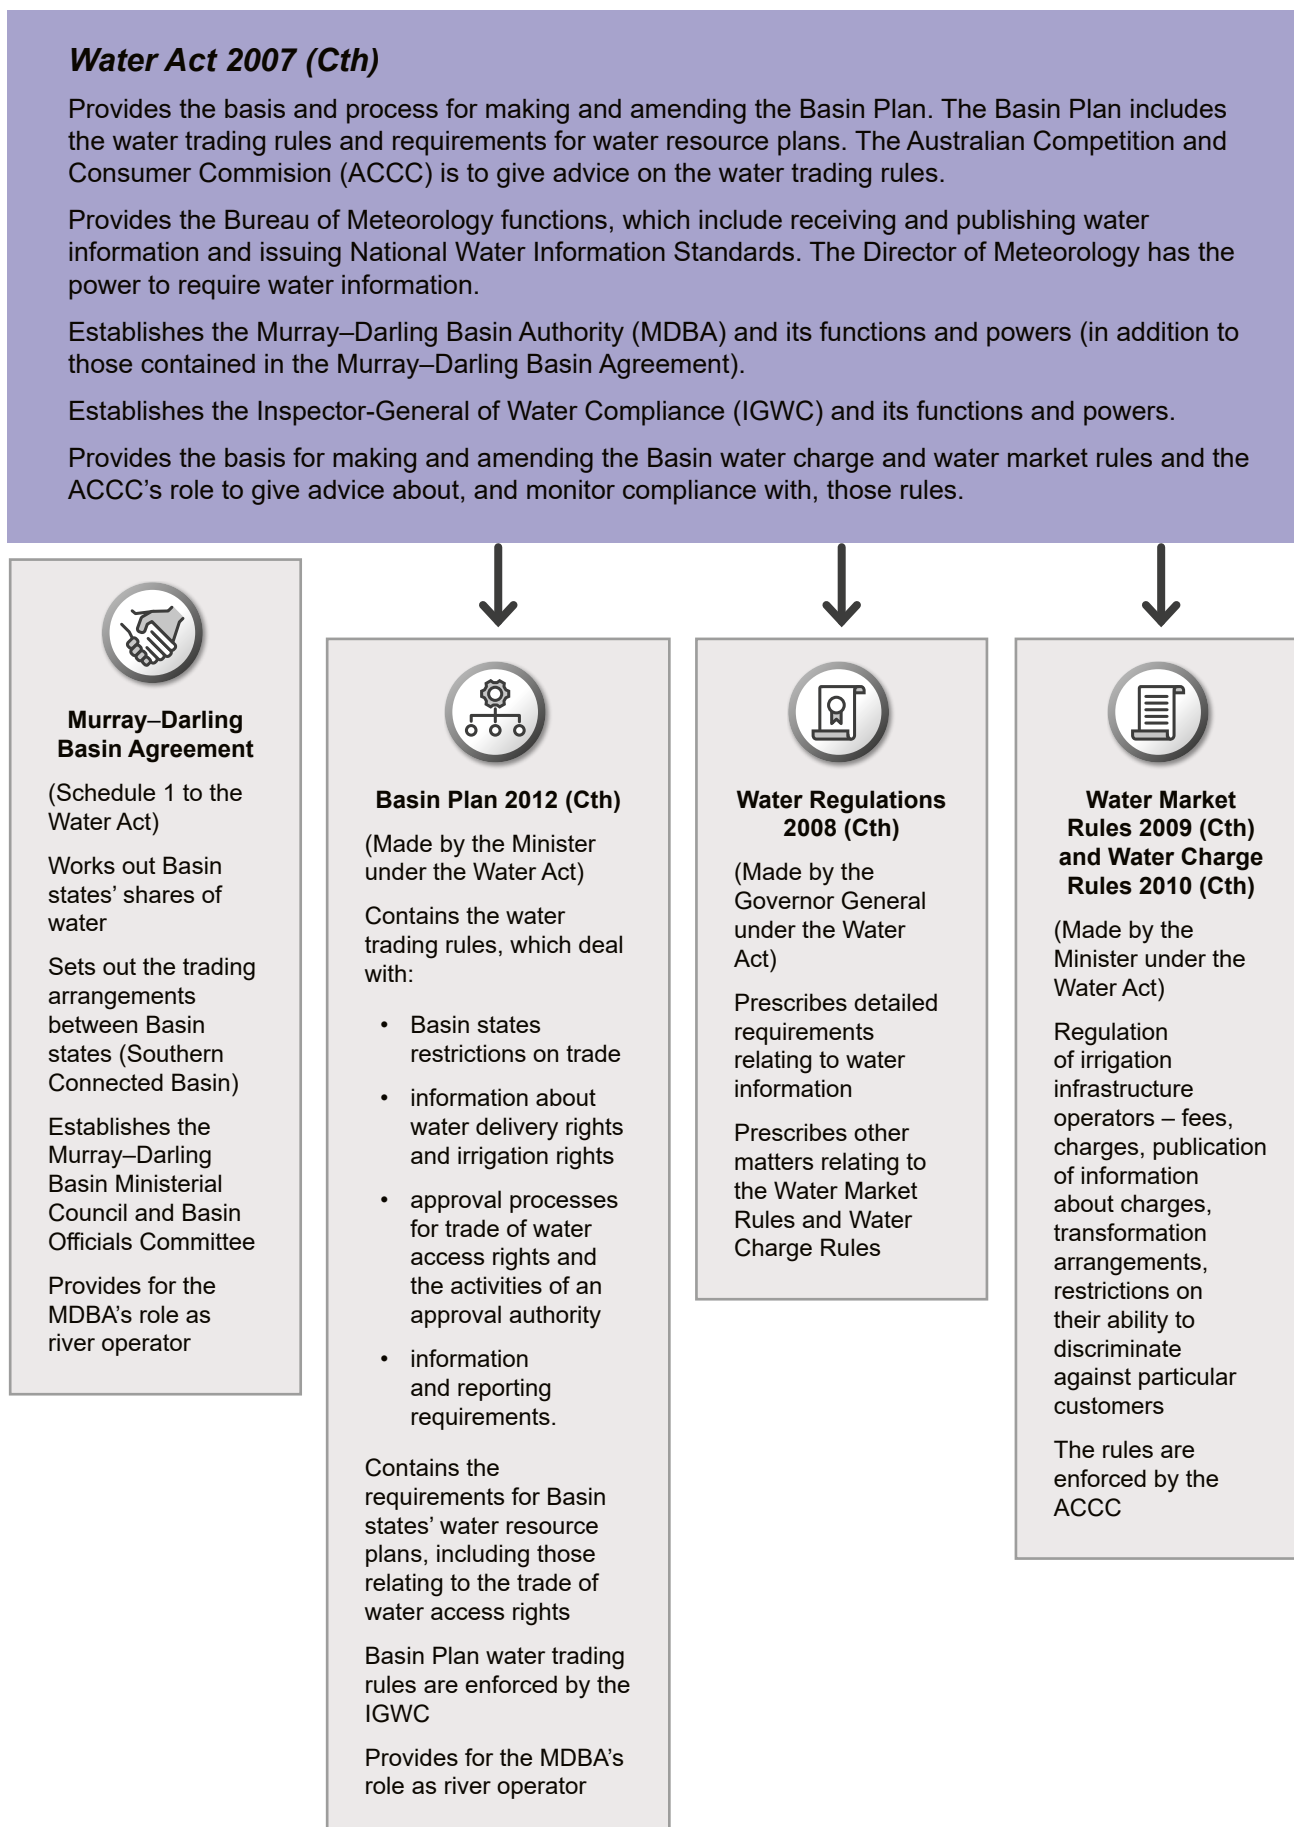 Water Act 2007 (Cth)
Provides the basis and process for making and amending the Basin Plan. The Basin Plan includes
the water trading rules and requirements for water resource plans. The Australian Competition and
Consumer Commision (ACCC) is to give advice on the water trading rules.
Provides the Bureau of Meteorology functions, which include receiving and publishing water
information and issuing National Water Information Standards. The Director of Meteorology has the
power to require water information.
Establishes the Murray–Darling Basin Authority (MDBA) and its functions and powers (in addition to
those contained in the Murray–Darling Basin Agreement).
Establishes the Inspector-General of Water Compliance (IGWC) and its functions and powers.
Provides the basis for making and amending the Basin water charge and water market rules and the
ACCC's role to give advice about, and monitor compliance with, those rules.
Murray–Darling
Basin Agreement
(Schedule 1 to the
Water Act)
Works out Basin
states' shares of
water
Sets out the trading
arrangements
between Basin
states (Southern
Connected Basin)
Establishes the
Murray–Darling
Basin Ministerial
Council and Basin
Officials Committee
Provides for the
MDBA's role as
river operator
Basin Plan 2012 (Cth)
(Made by the Minister
under the Water Act)
Contains the water
trading rules, which deal
with:
• Basin states
restrictions on trade
• information about
water delivery rights
and irrigation rights
• approval processes
for trade of water
access rights and
the activities of an
approval authority
• information
and reporting
requirements.
Contains the
requirements for Basin
states' water resource
plans, including those
relating to the trade of
water access rights
Basin Plan water trading
rules are enforced by the
IGWC
Provides for the MDBA's
role as river operator
Water Regulations
2008 (Cth)
(Made by the
Governor General
under the Water
Act)
Prescribes detailed
requirements
relating to water
information
Prescribes other
matters relating to
the Water Market
Rules and Water
Charge Rules
Water Market
Rules 2009 (Cth)
and Water Charge
Rules 2010 (Cth)
(Made by the
Minister under the
Water Act)
Regulation
of irrigation
infrastructure
operators – fees,
charges, publication
of information
about charges,
transformation
arrangements,
restrictions on
their ability to
discriminate
against particular
customers
The rules are
enforced by the
ACCC